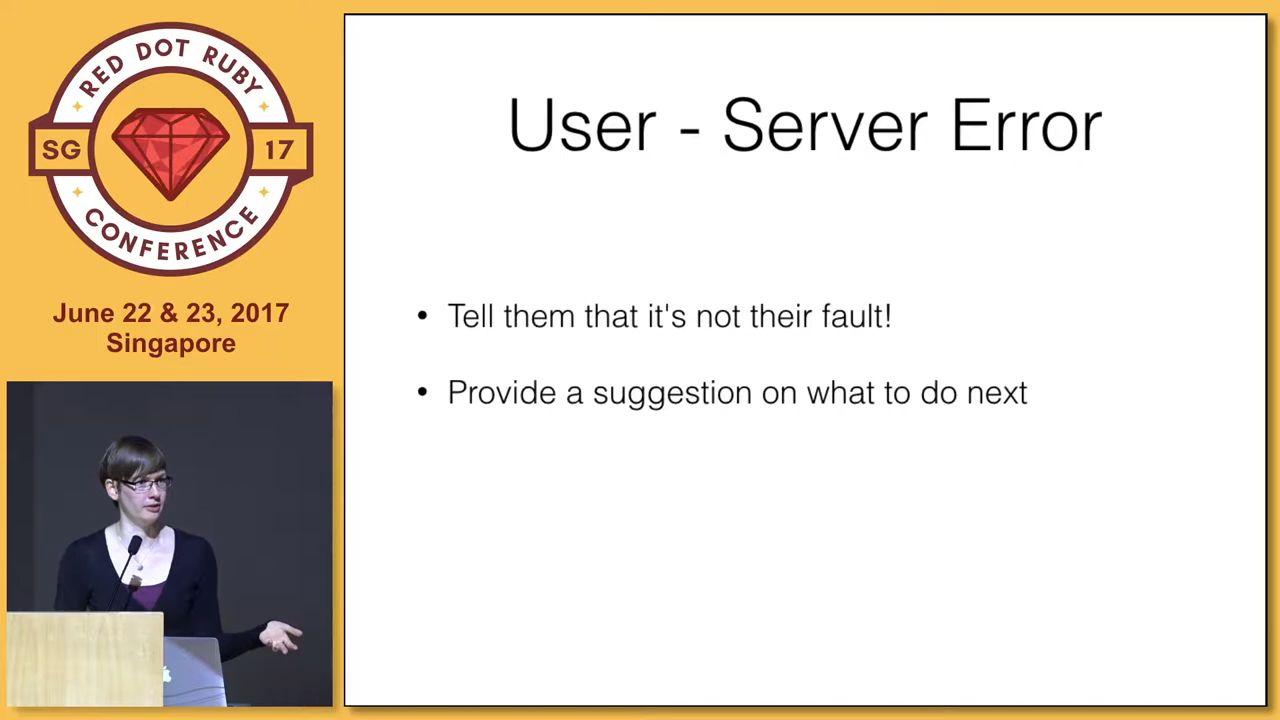 RED DOT RUBY
SG
17
CONFERENCE
June 22 & 23, 2017
Singapore
User - Server Error
• Tell them that it's not their fault!
• Provide a suggestion on what to do next